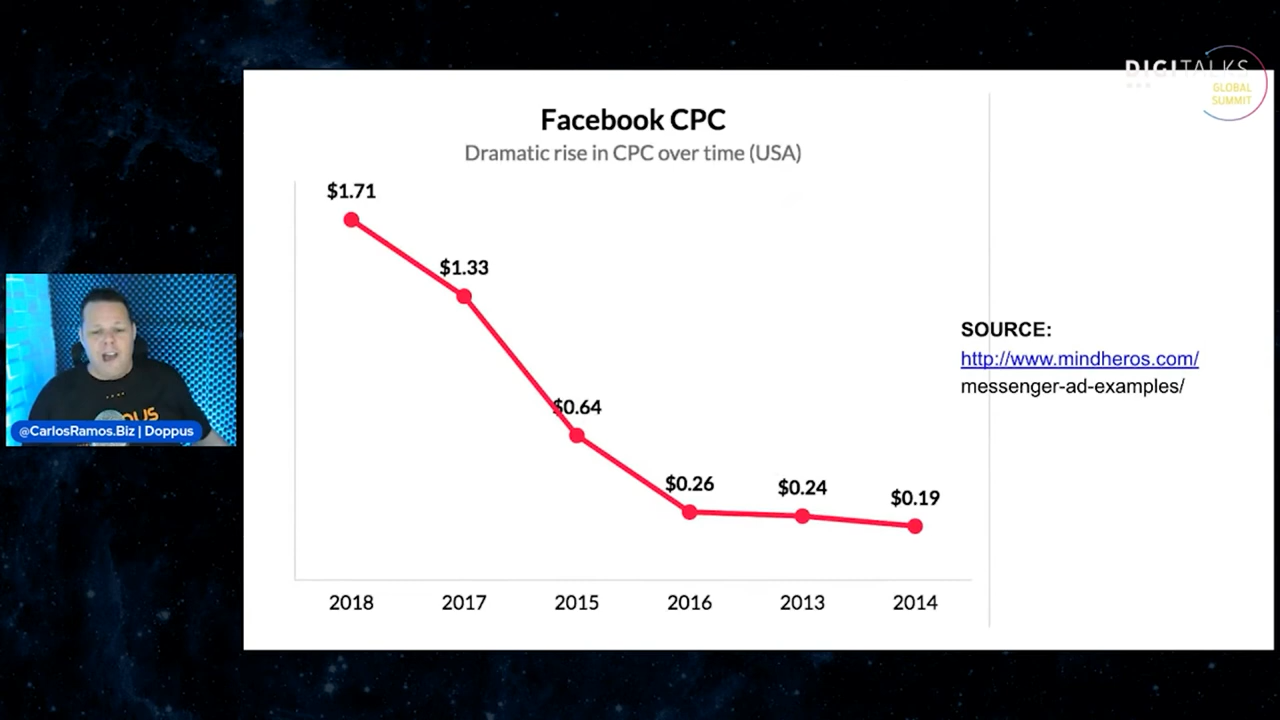 DIGITALKS
GLOBAL
SUMMIT
Facebook CPC
Dramatic rise in CPC over time (USA)
$1.71
$1.33
$0.64
$0.26
$0.24
$0.19
2018 2017 2015 2016 2013 2014
SOURCE:
http://www.mindheros.com/
messenger-ad-examples/
@CarlosRamos.Biz | Doppus